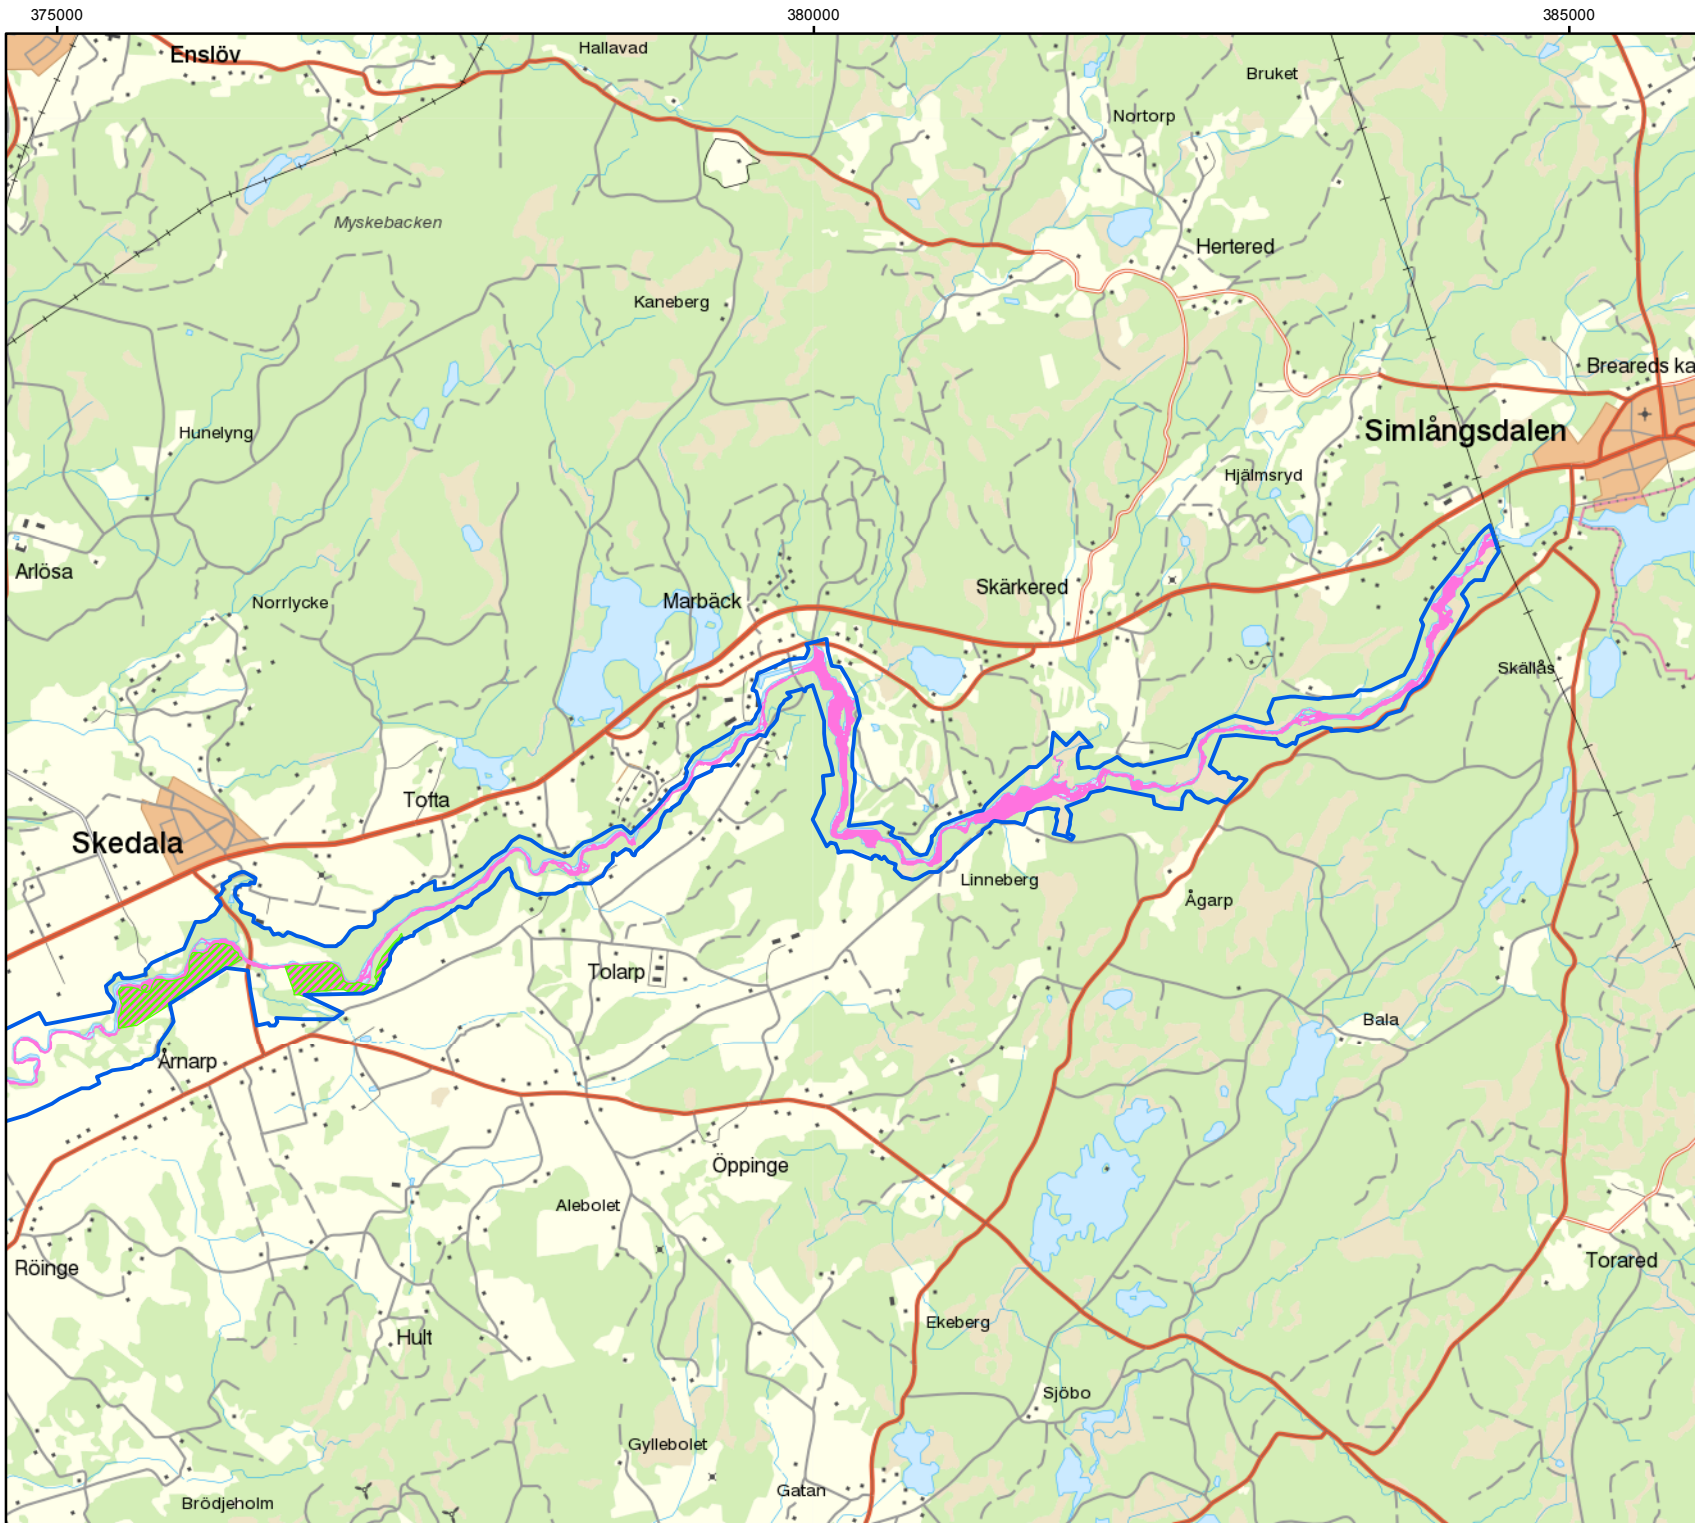 375000 380000 385000
Enslöv
Hallavad
Bruket
Nortorp
Myskebacken
Hertered
Kaneberg
Breareds ka
Simlångsdalen
Hunelyng
Hjälmsryd
Arlösa
Skärkered
Marbäck
Norrlycke
Skällås
Tofta
Skedala
Linneberg
Ågarp
Tolarp
Bala
Årnarp
Öppinge
Alebolet
Röinge
Torared
Ekeberg
Hult
Sjöbo
Gyllebolet
Gatan
Brödjeholm